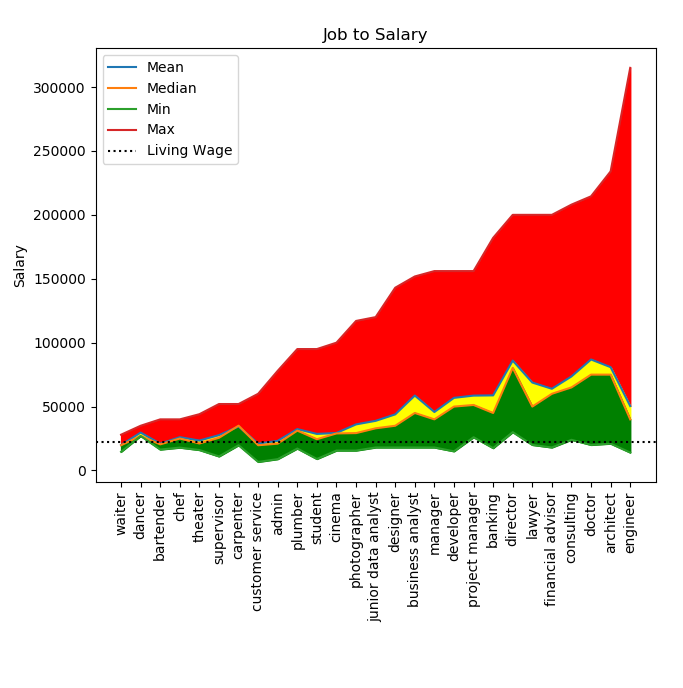 Job to Salary
Mean
Median
Min
Max
Living Wage
Salary
300000
250000
200000
150000
100000
50000
0
waiter
dancer
bartender
chef
theater
supervisor
carpenter
customer service
admin
plumber
student
cinema
photographer
junior data analyst
designer
business analyst
manager
developer
project manager
banking
director
lawyer
financial advisor
consulting
doctor
architect
engineer